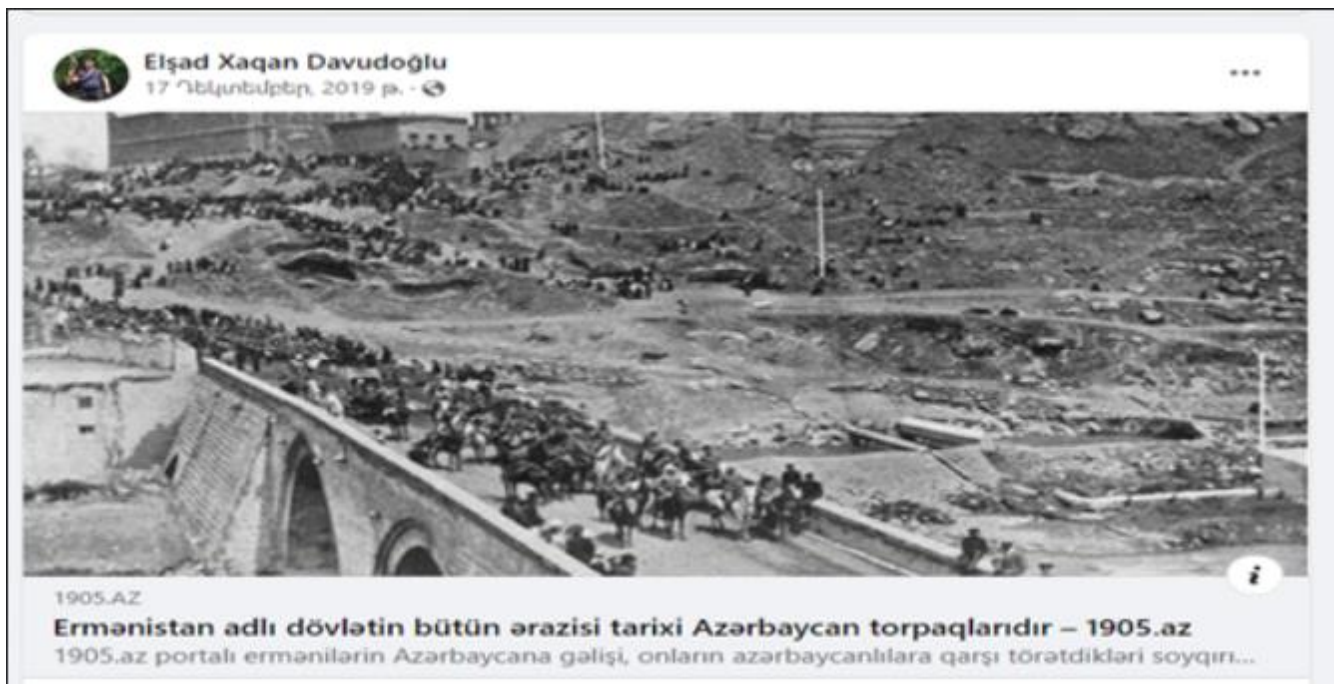 Elşad Xaqan Davudoğlu
17 Դեկտեմբեր, 2019 թ. ·
1905.AZ
Ermənistan adlı dövlətin bütün ərazisi tarixi Azərbaycan torpaqlarıdır – 1905.az
1905.az portalı ermənilərin Azərbaycana gəlişi, onların azərbaycanlılara qarşı törətdikləri soyqırı...